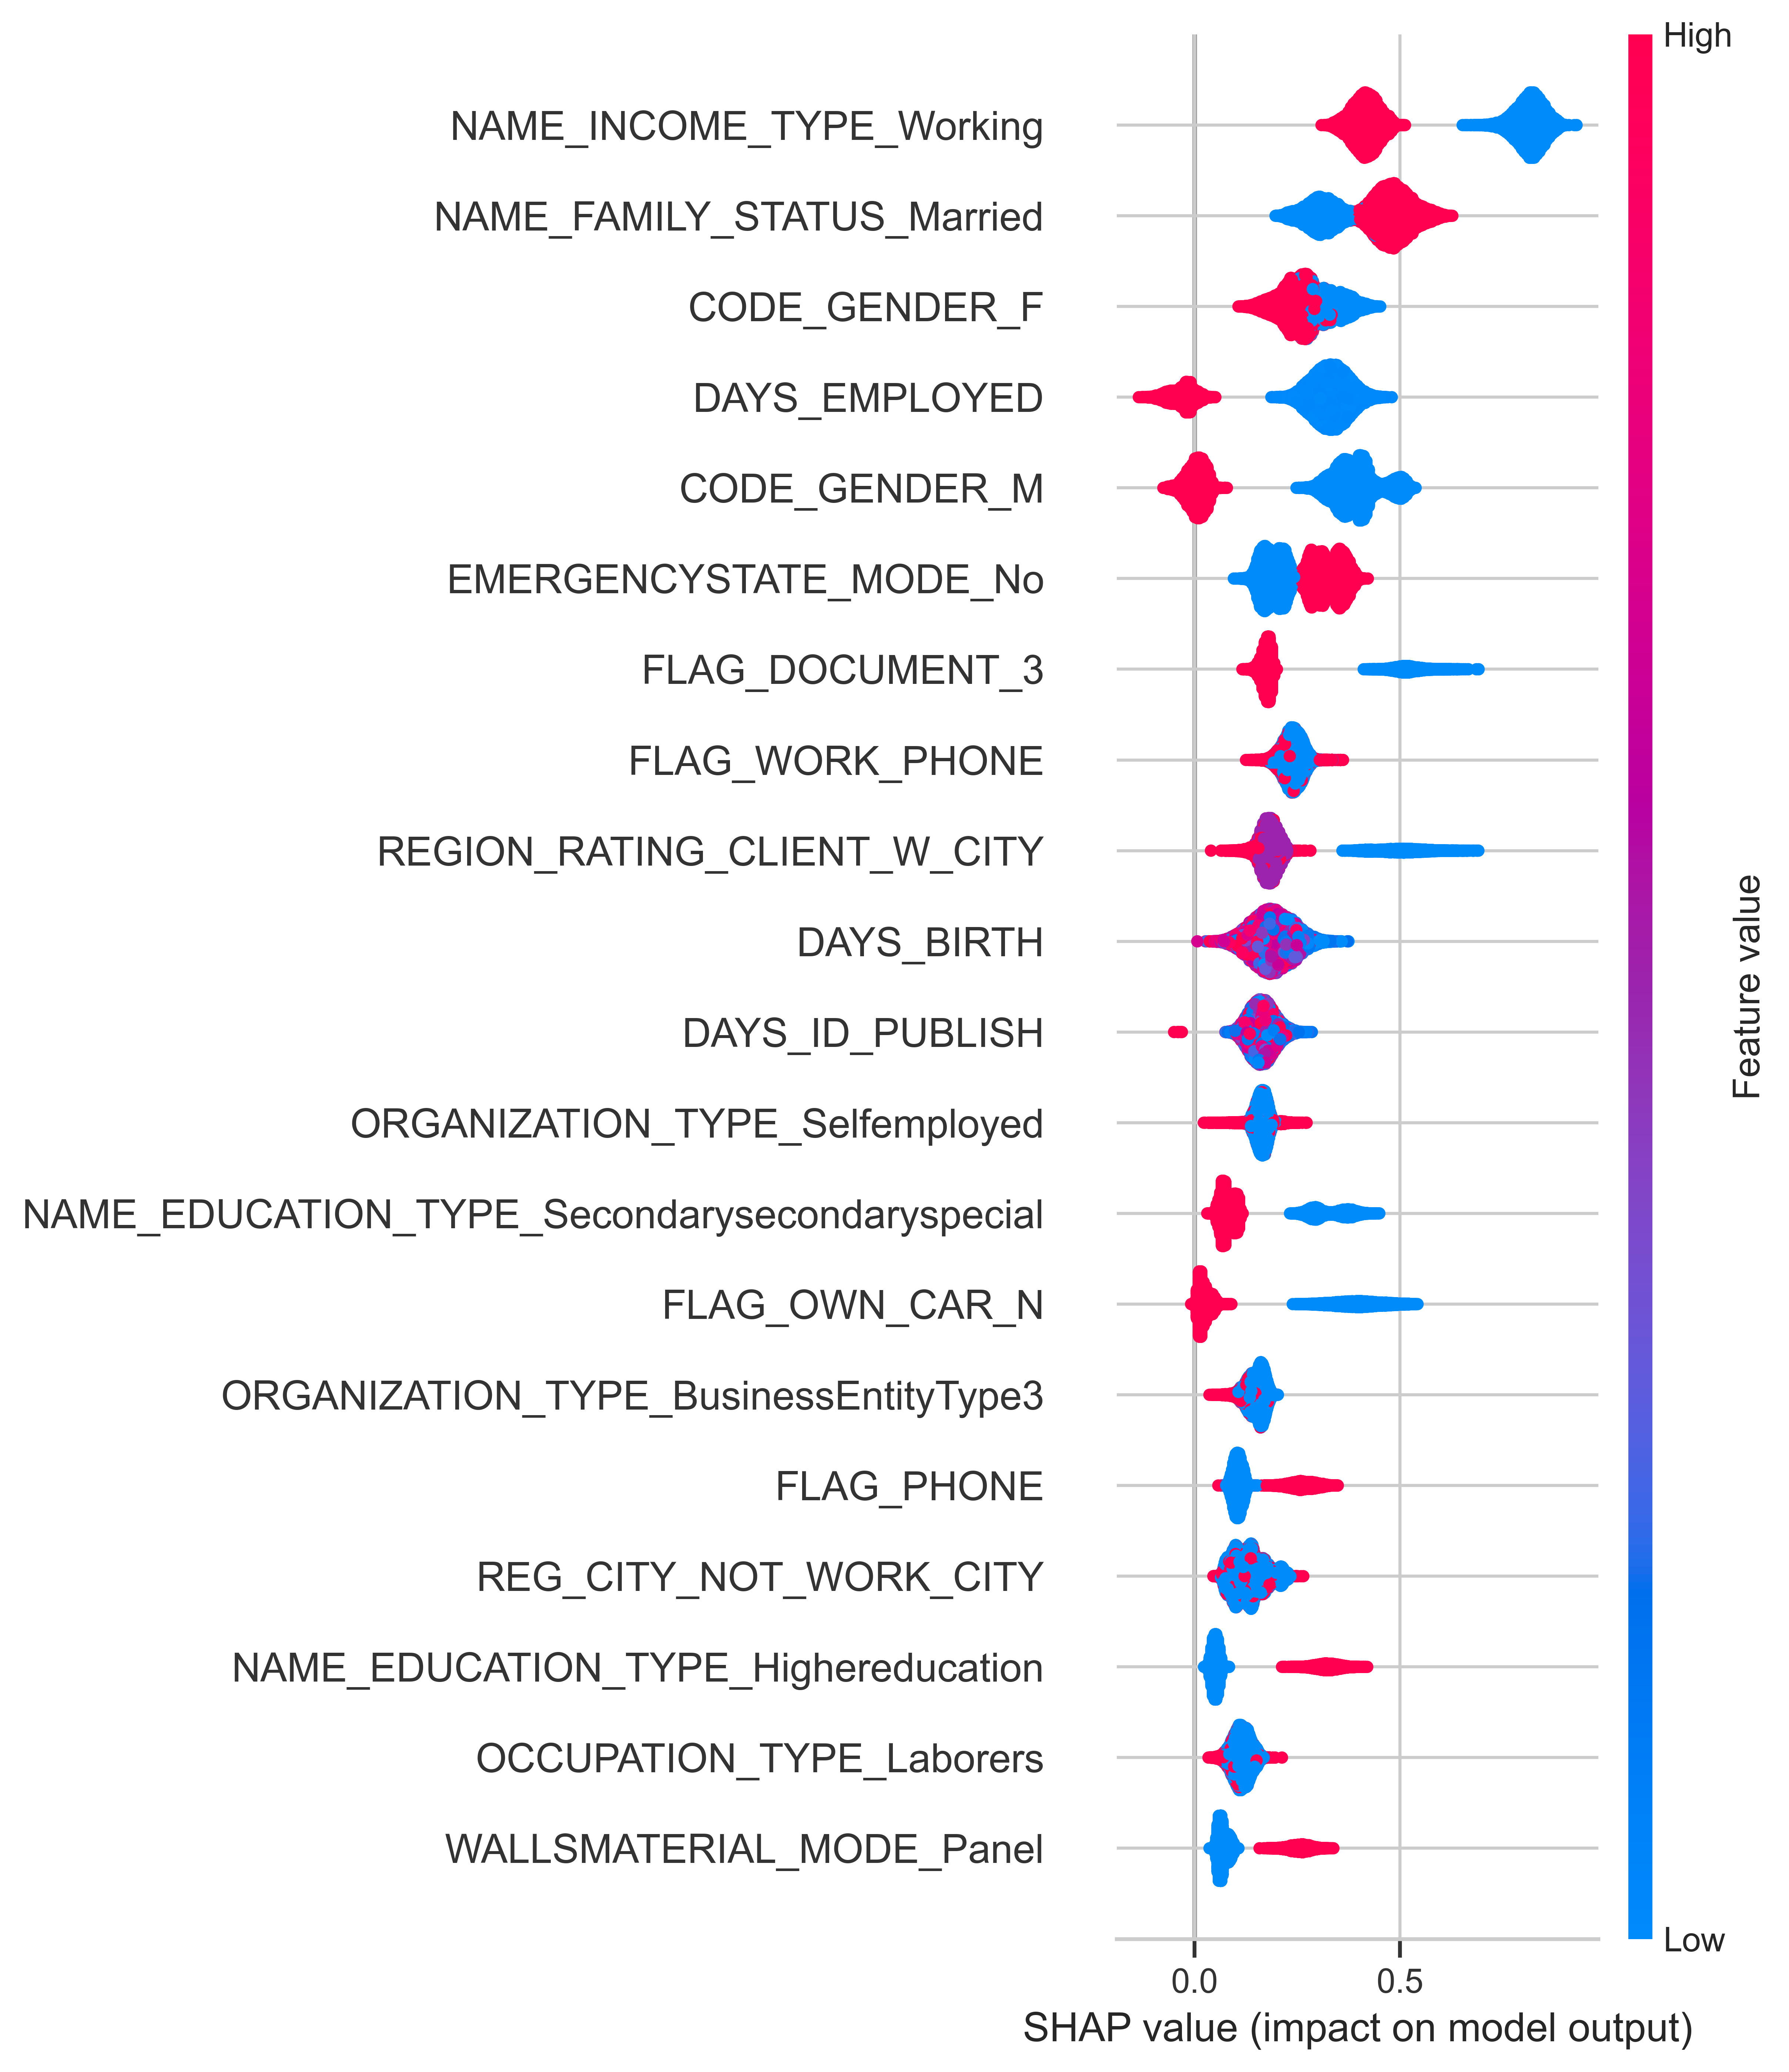 High
NAME_INCOME_TYPE_Working
NAME_FAMILY_STATUS_Married
CODE_GENDER_F
DAYS_EMPLOYED
CODE_GENDER_M
EMERGENCYSTATE_MODE_No
FLAG_DOCUMENT_3
FLAG_WORK_PHONE
REGION_RATING_CLIENT_W_CITY
DAYS_BIRTH
DAYS_ID_PUBLISH
ORGANIZATION_TYPE_Selfemployed
NAME_EDUCATION_TYPE_Secondarysecondaryspecial
FLAG_OWN_CAR_N
ORGANIZATION_TYPE_BusinessEntityType3
FLAG_PHONE
REG_CITY_NOT_WORK_CITY
NAME_EDUCATION_TYPE_Highereducation
OCCUPATION_TYPE_Laborers
WALLSMATERIAL_MODE_Panel
Feature value
Low
0.0 0.5
SHAP value (impact on model output)